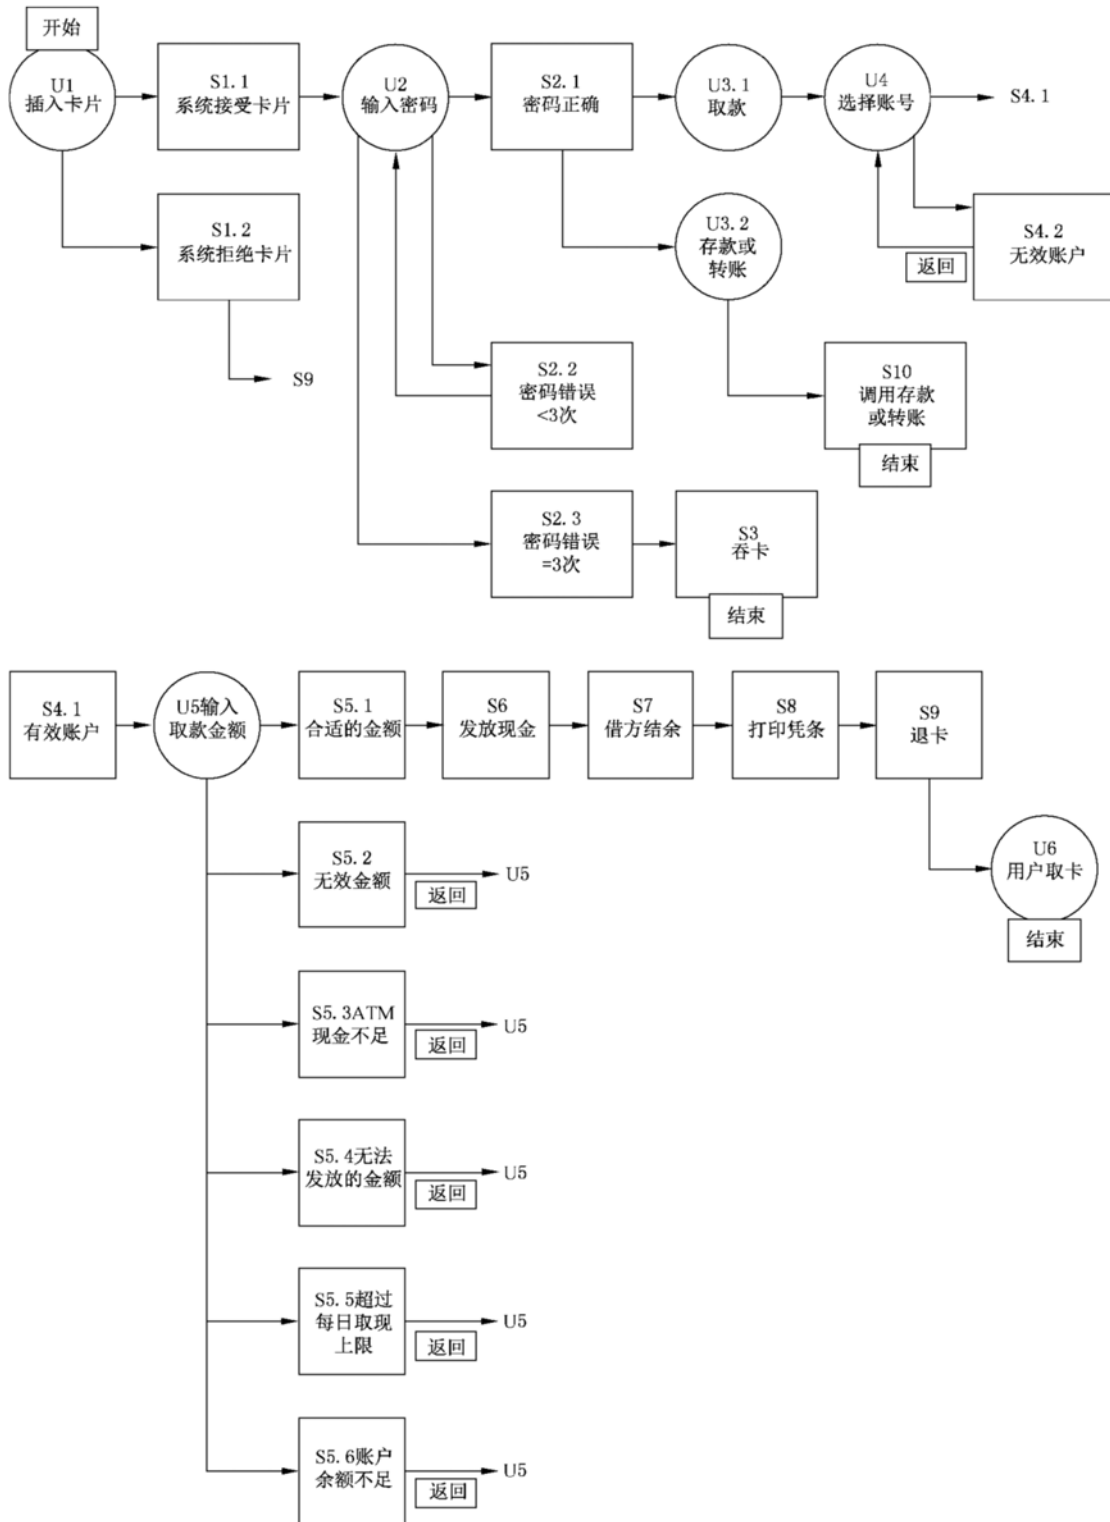 开始
U1
插入卡片
S1.1
系统接受卡片
U2
输入密码
S2.1
密码正确
U3.1
取款
U4
选择账号
S4.1
S1.2
系统拒绝卡片
U3.2
存款或
转账
S4.2
无效账户
返回
S9
S2.2
密码错误
<3次
S10
调用存款
或转账
结束
S2.3
密码错误
=3次
S3
吞卡
结束
S4.1
有效账户
U5输入
取款金额
S5.1
合适的金额
S6
发放现金
S7
借方结余
S8
打印凭条
S9
退卡
S5.2
无效金额
返回
U5
U6
用户取卡
结束
S5.3ATM
现金不足
返回
U5
S5.4无法
发放的金额
返回
U5
S5.5超过
每日取现
上限
返回
U5
S5.6账户
余额不足
返回
U5